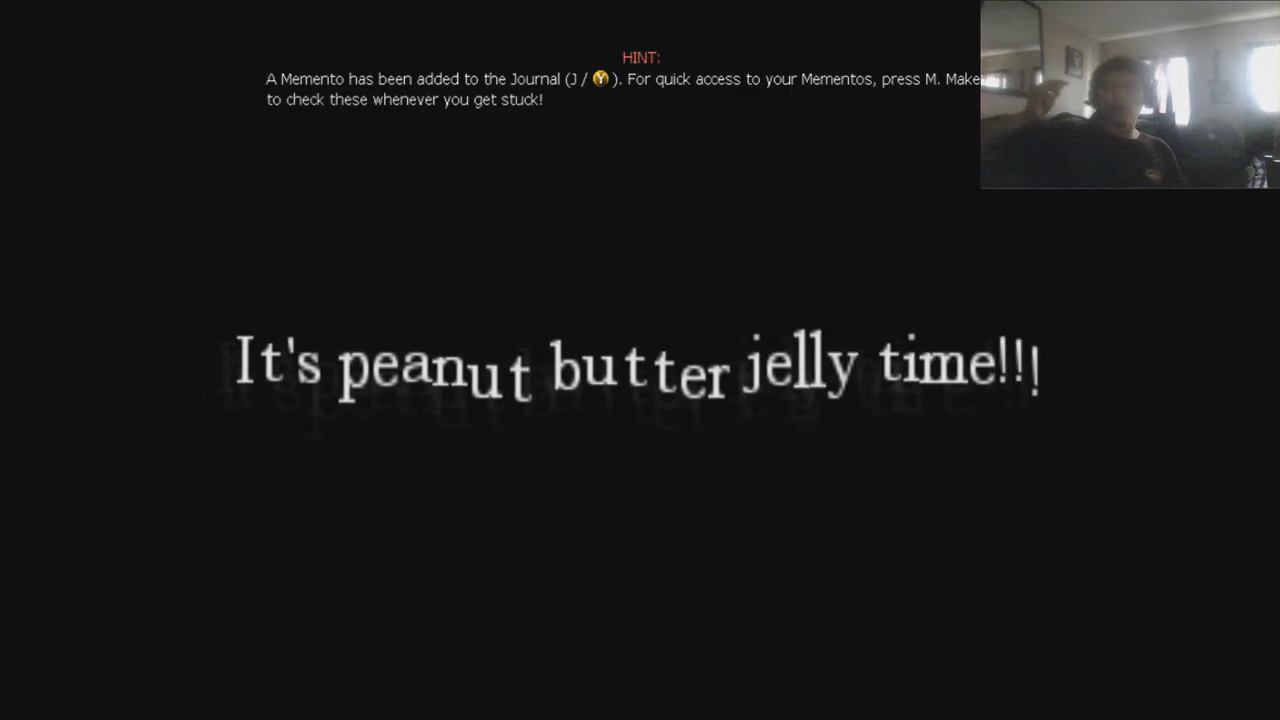 HINT:
A Memento has been added to the Journal (J / Y ). For quick access to your Mementos, press M. Make
to check these whenever you get stuck!
It's peanut butter jelly time!!!